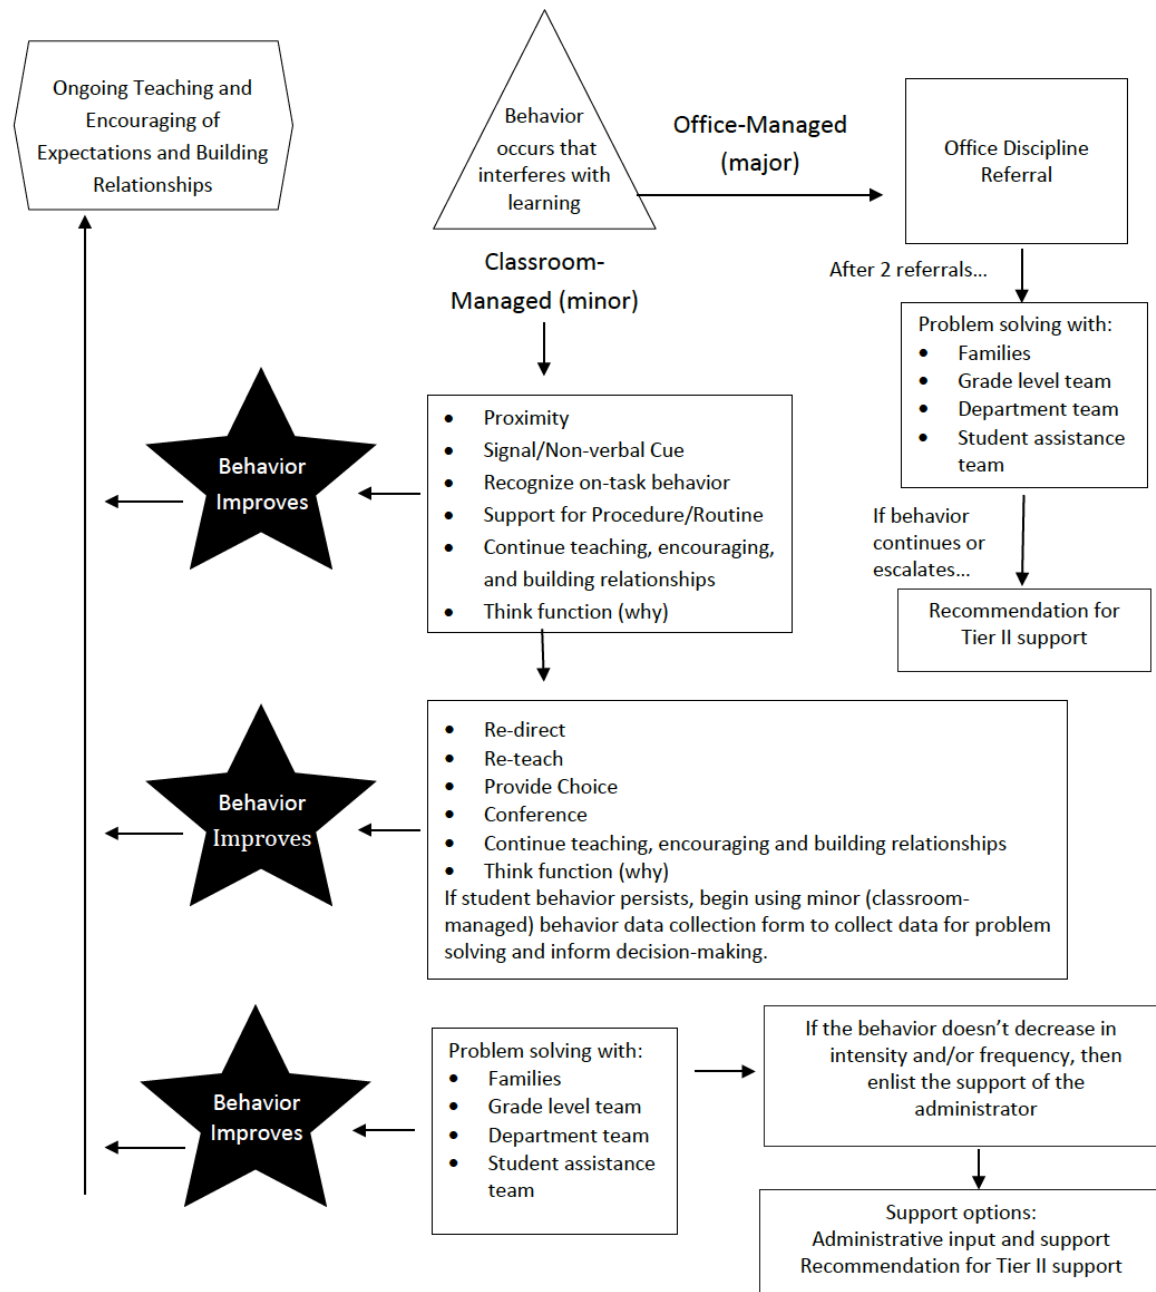 Ongoing Teaching and
Encouraging of
Expectations and Building
Relationships
Behavior
occurs that
interferes with
learning
Office-Managed
(major)
Office Discipline
Referral
Classroom-
Managed (minor)
After 2 referrals...
Problem solving with:
• Families
• Grade level team
• Department team
• Student assistance
team
If behavior
continues or
escalates...
Recommendation for
Tier II support
Behavior
Improves
• Proximity
• Signal/Non-verbal Cue
• Recognize on-task behavior
• Support for Procedure/Routine
• Continue teaching, encouraging,
and building relationships
• Think function (why)
Behavior
Improves
• Re-direct
• Re-teach
• Provide Choice
• Conference
• Continue teaching, encouraging and building relationships
• Think function (why)
If student behavior persists, begin using minor (classroom-
managed) behavior data collection form to collect data for problem
solving and inform decision-making.
Behavior
Improves
Problem solving with:
• Families
• Grade level team
• Department team
• Student assistance
team
If the behavior doesn’t decrease in
intensity and/or frequency, then
enlist the support of the
administrator
Support options:
Administrative input and support
Recommendation for Tier II support